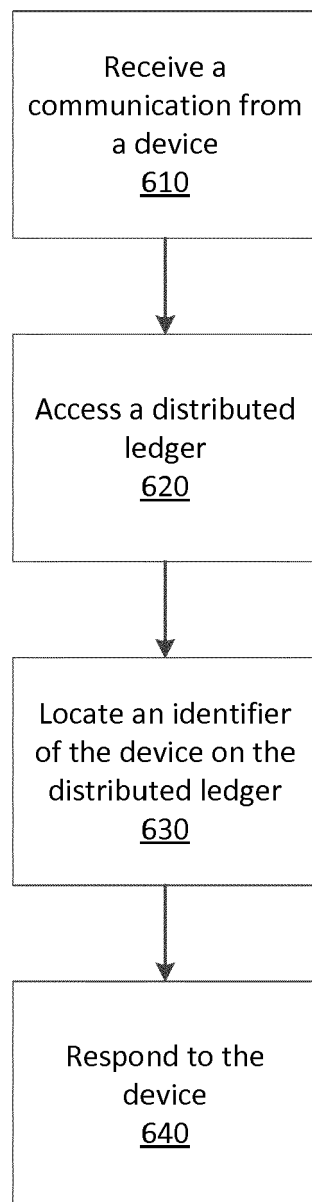 Receive a
communication from
a device
610
Access a distributed
ledger
620
Locate an identifier
of the device on the
distributed ledger
630
Respond to the
device
640